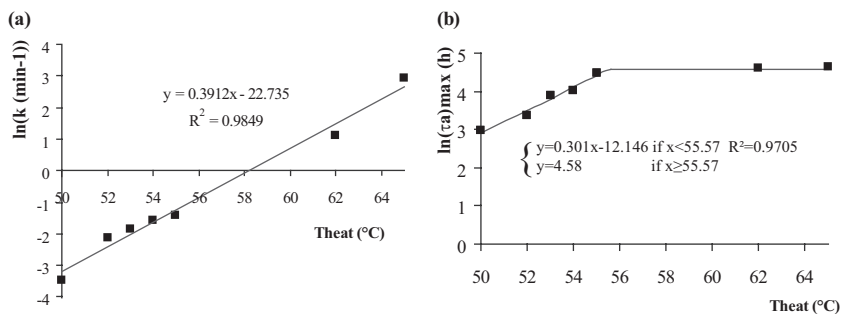 (a)
ln(k (min-1))
4
3
2
1
0
-1
-2
-3
-4
50 52 54 56 58 60 62 64
y = 0.3912x - 22.735
R² = 0.9849
Theat (°C)
(b)
ln(τa)max (h)
5
4
3
2
1
0
50 52 54 56 58 60 62 64
{ y=0.301x-12.146 if x<55.57 R²=0.9705
y=4.58 if x≥55.57
Theat (°C)